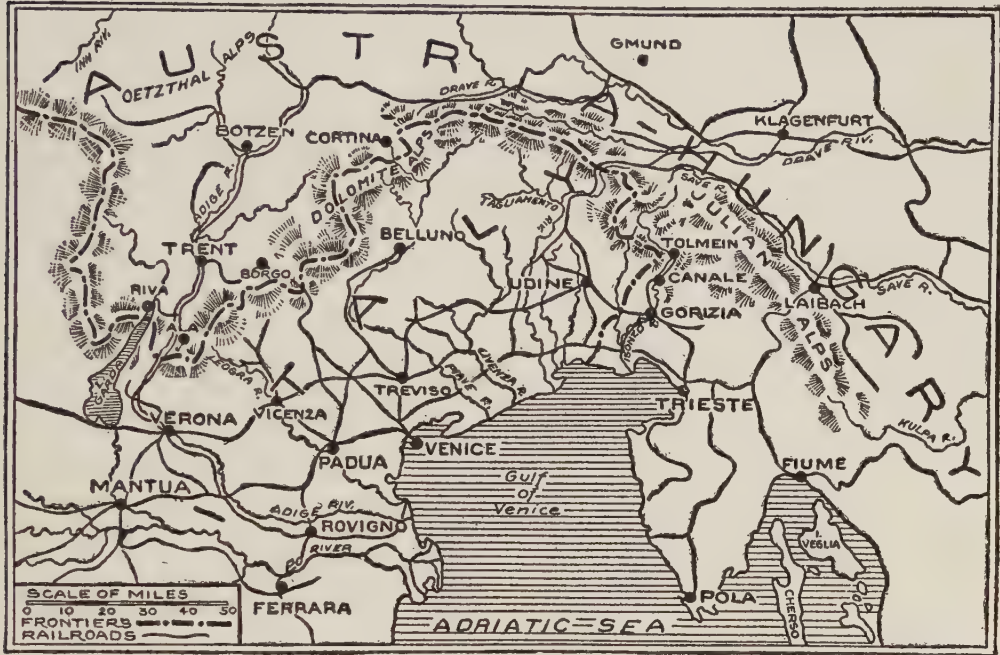 AUSTRIA HUNGARY
ITALY
INN RIV.
OETZTHAL ALPS
GMUND
DRAVE R.
BOTZEN
CORTINA
KLAGENFURT
DRAVE RIV.
DOLOMITE ALPS
ADIGE R.
TAGLIAMENTO
SAVE R.
JULIAN ALPS
TRENT
BELLUNO
TOLMEIN
BORGO
CANALE
RIVA
UDINE
LAIBACH
SAVE R.
GORIZIA
ISONZO R.
ALA
GARDA
TREVISO
LIVENZA R.
PIAVE R.
VICENZA
TRIESTE
VERONA
KULPA R.
VENICE
PADUA
FIUME
Gulf
of
Venice
MANTUA
ADIGE RIV.
ROVIGNO
I.
VEGLIA
PO RIVER
FERRARA
POLA
CHERSO
ADRIATIC SEA
SCALE OF MILES
0 10 20 30 40 50
FRONTIERS
RAILROADS